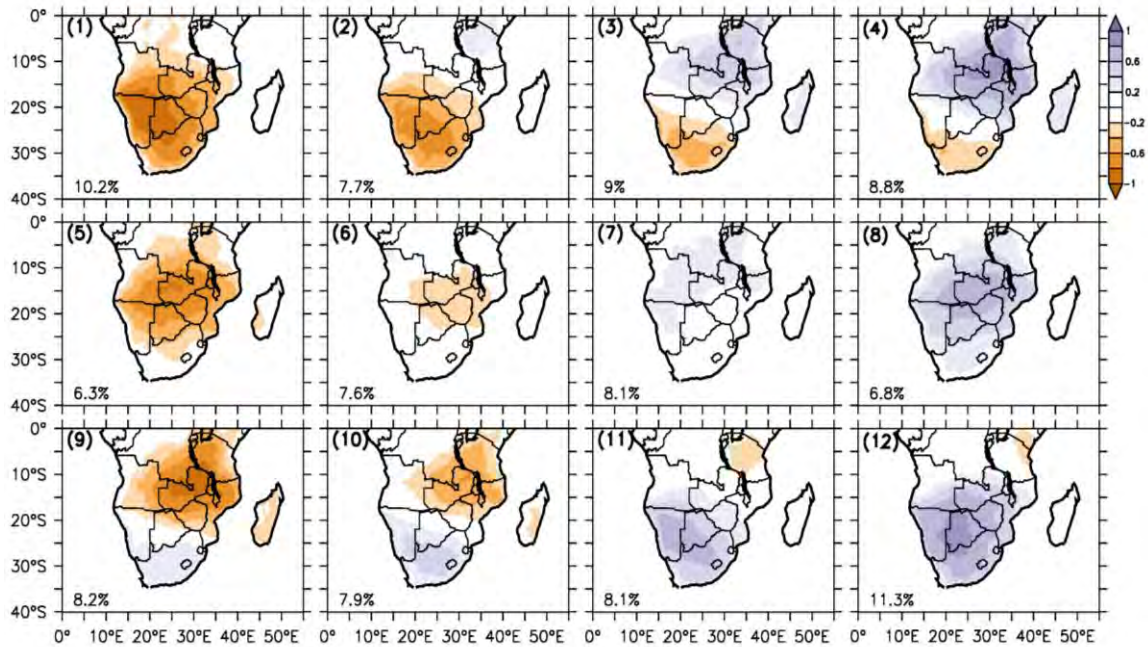 0° (1) (2) (3) (4) 1
10°S 0.6
0.2
20°S -0.2
30°S -0.6
-1
40°S 10.2% 7.7% 9% 8.8%
0° (5) (6) (7) (8)
10°S
20°S
30°S
40°S 6.3% 7.6% 8.1% 6.8%
0° (9) (10) (11) (12)
10°S
20°S
30°S
40°S 8.2% 7.9% 8.1% 11.3%
0° 10°E 20°E 30°E 40°E 50°E 0° 10°E 20°E 30°E 40°E 50°E 0° 10°E 20°E 30°E 40°E 50°E 0° 10°E 20°E 30°E 40°E 50°E